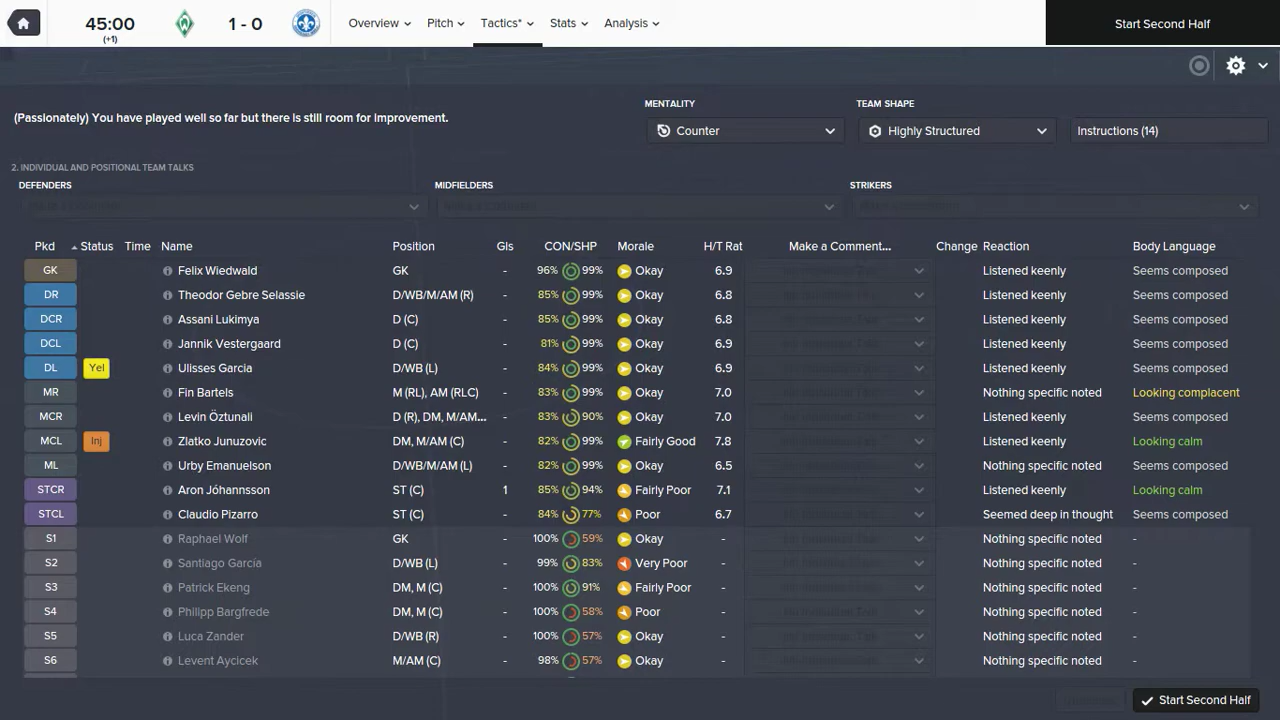 45:00
(+1)
1 - 0
Overview
Pitch
Tactics*
Stats
Analysis
Start Second Half
(Passionately) You have played well so far but there is still room for improvement.
MENTALITY
Counter
TEAM SHAPE
Highly Structured
Instructions (14)
2. INDIVIDUAL AND POSITIONAL TEAM TALKS
DEFENDERS MIDFIELDERS STRIKERS
Pkd Status Time Name Position Gls CON/SHP Morale H/T Rat Make a Comment... Change Reaction Body Language
GK Felix Wiedwald GK - 96% 99% Okay 6.9 Listened keenly Seems composed
DR Theodor Gebre Selassie D/WB/M/AM (R) - 85% 99% Okay 6.8 Listened keenly Seems composed
DCR Assani Lukimya D (C) - 85% 99% Okay 6.8 Listened keenly Seems composed
DCL Jannik Vestergaard D (C) - 81% 99% Okay 6.9 Listened keenly Seems composed
DL Yel Ulisses Garcia D/WB (L) - 84% 99% Okay 6.9 Listened keenly Seems composed
MR Fin Bartels M (RL), AM (RLC) - 83% 99% Okay 7.0 Nothing specific noted Looking complacent
MCR Levin Öztunali D (R), DM, M/AM... - 83% 90% Okay 7.0 Listened keenly Seems composed
MCL Inj Zlatko Junuzovic DM, M/AM (C) - 82% 99% Fairly Good 7.8 Listened keenly Looking calm
ML Urby Emanuelson D/WB/M/AM (L) - 82% 99% Okay 6.5 Nothing specific noted Seems composed
STCR Aron Jóhannsson ST (C) 1 85% 94% Fairly Poor 7.1 Listened keenly Looking calm
STCL Claudio Pizarro ST (C) - 84% 77% Poor 6.7 Seemed deep in thought Seems composed
S1 Raphael Wolf GK - 100% 59% Okay - Nothing specific noted -
S2 Santiago García D/WB (L) - 99% 83% Very Poor - Nothing specific noted -
S3 Patrick Ekeng DM, M (C) - 100% 91% Fairly Poor - Nothing specific noted -
S4 Philipp Bargfrede DM, M (C) - 100% 58% Poor - Nothing specific noted -
S5 Luca Zander D/WB (R) - 100% 57% Okay - Nothing specific noted -
S6 Levent Aycicek M/AM (C) - 98% 57% Okay - Nothing specific noted -
Start Second Half